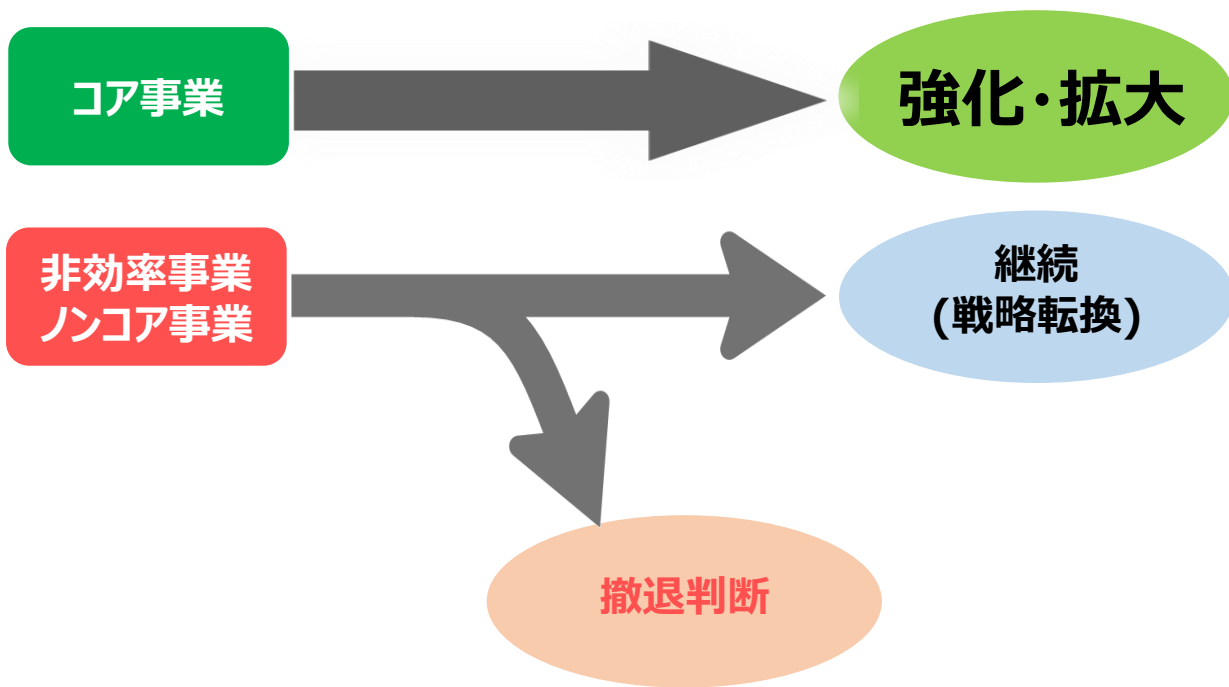 コア事業
強化・拡大
非効率事業
ノンコア事業
継続
(戦略転換)
撤退判断